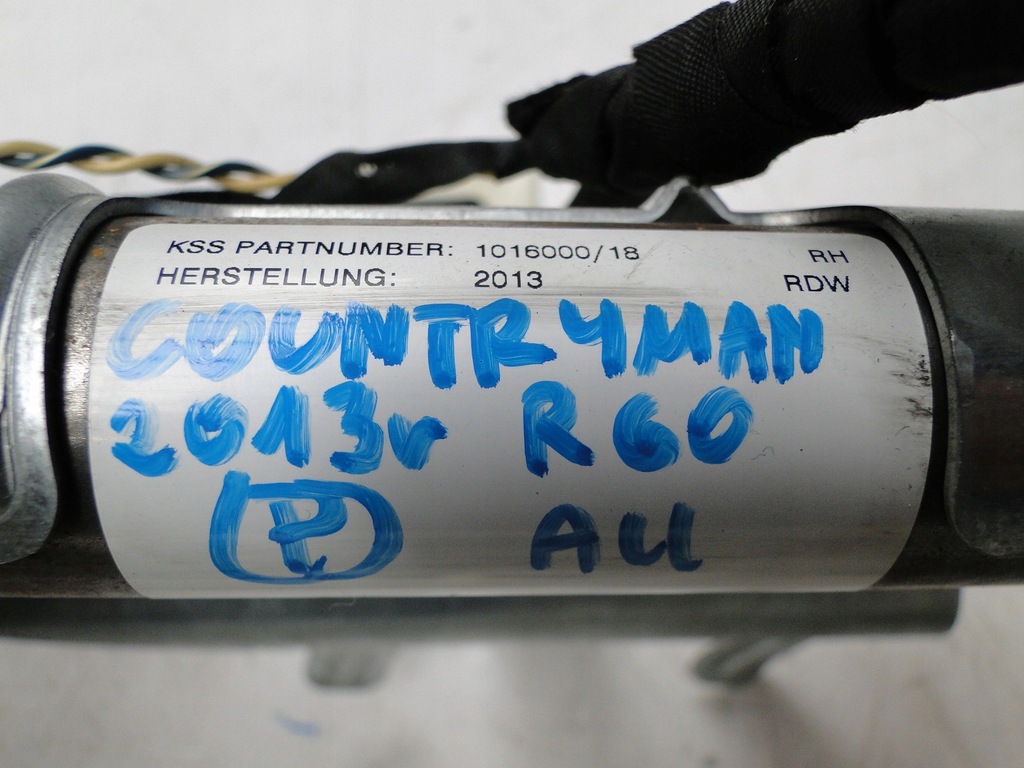 KSS PARTNUMBER: 1016000/18 RH
HERSTELLUNG: 2013 RDW
COUNTRYMAN
2013r R60
P AU